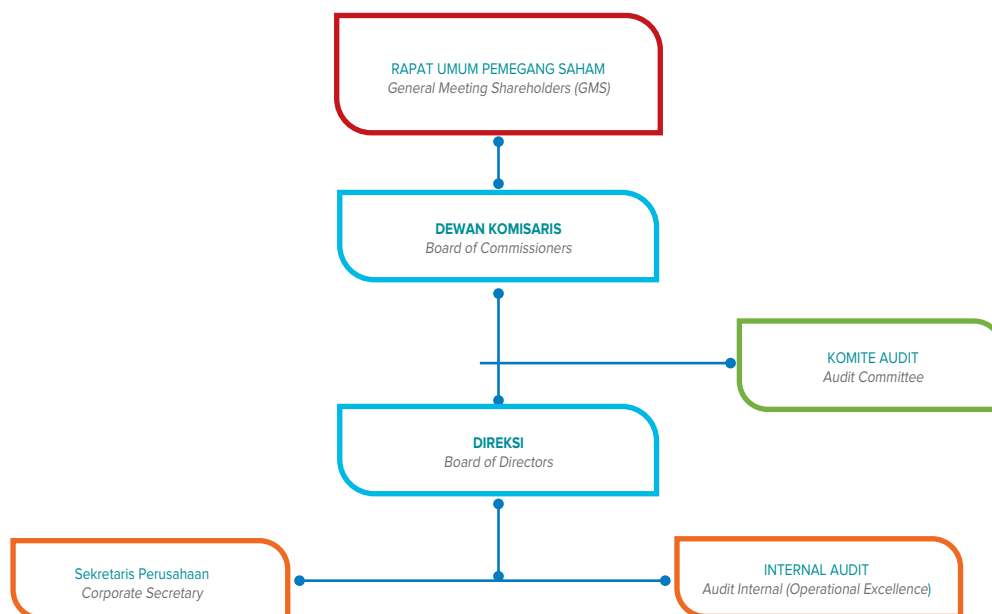 RAPAT UMUM PEMEGANG SAHAM
General Meeting Shareholders (GMS)
DEWAN KOMISARIS
Board of Commissioners
KOMITE AUDIT
Audit Committee
DIREKSI
Board of Directors
Sekretaris Perusahaan
Corporate Secretary
INTERNAL AUDIT
Audit Internal (Operational Excellence)